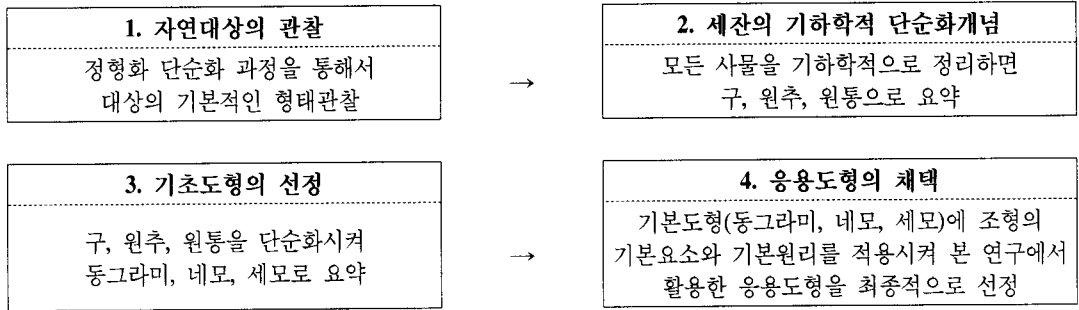 1. 자연대상의 관찰
정형화 단순화 과정을 통해서
대상의 기본적인 형태관찰
→
2. 세잔의 기하학적 단순화개념
모든 사물을 기하학적으로 정리하면
구, 원추, 원통으로 요약
3. 기초도형의 선정
구, 원추, 원통을 단순화시켜
동그라미, 네모, 세모로 요약
→
4. 응용도형의 채택
기본도형(동그라미, 네모, 세모)에 조형의
기본요소와 기본원리를 적용시켜 본 연구에서
활용한 응용도형을 최종적으로 선정